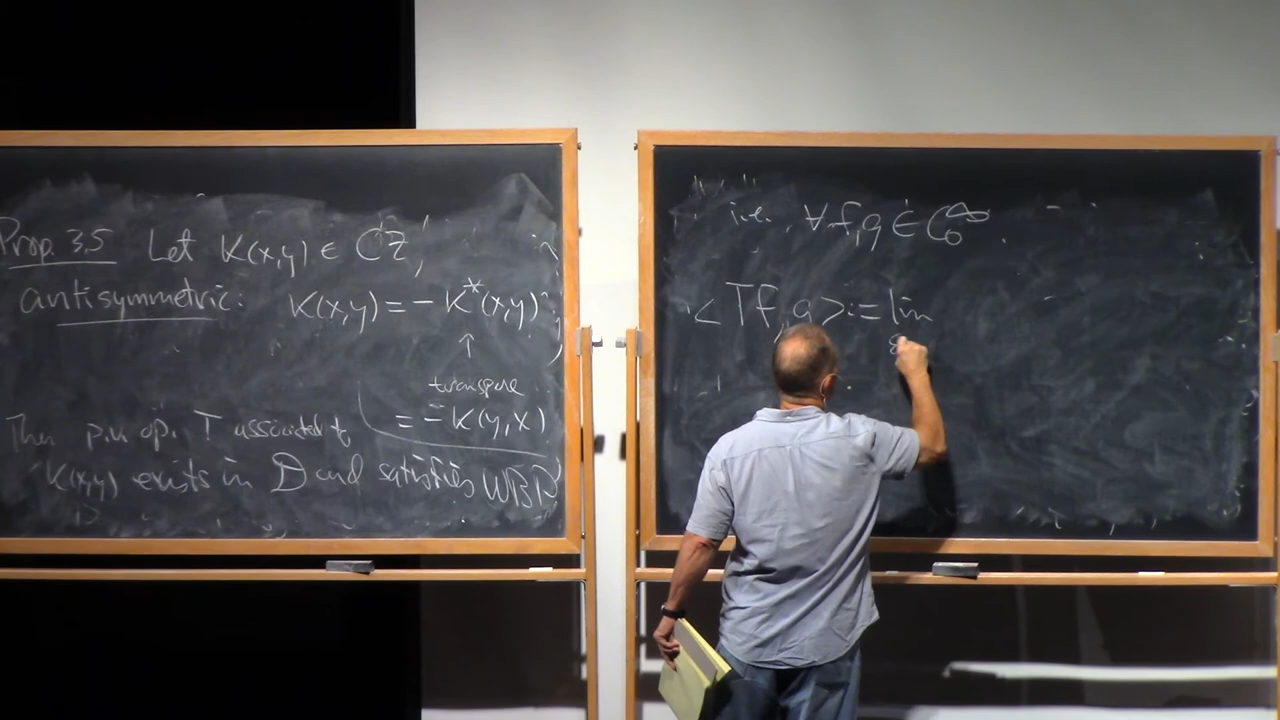 Prop. 3.5 Let K(x,y) ∈ CZ,
antisymmetric: K(x,y) = - K*(x,y)
↑
transpose
= - K(y,x)
Then p.v. op. T associated to
K(x,y) exists in D and satisfies WBP
i.e. ∀f,g ∈ C₀^∞
<Tf,g> := lim